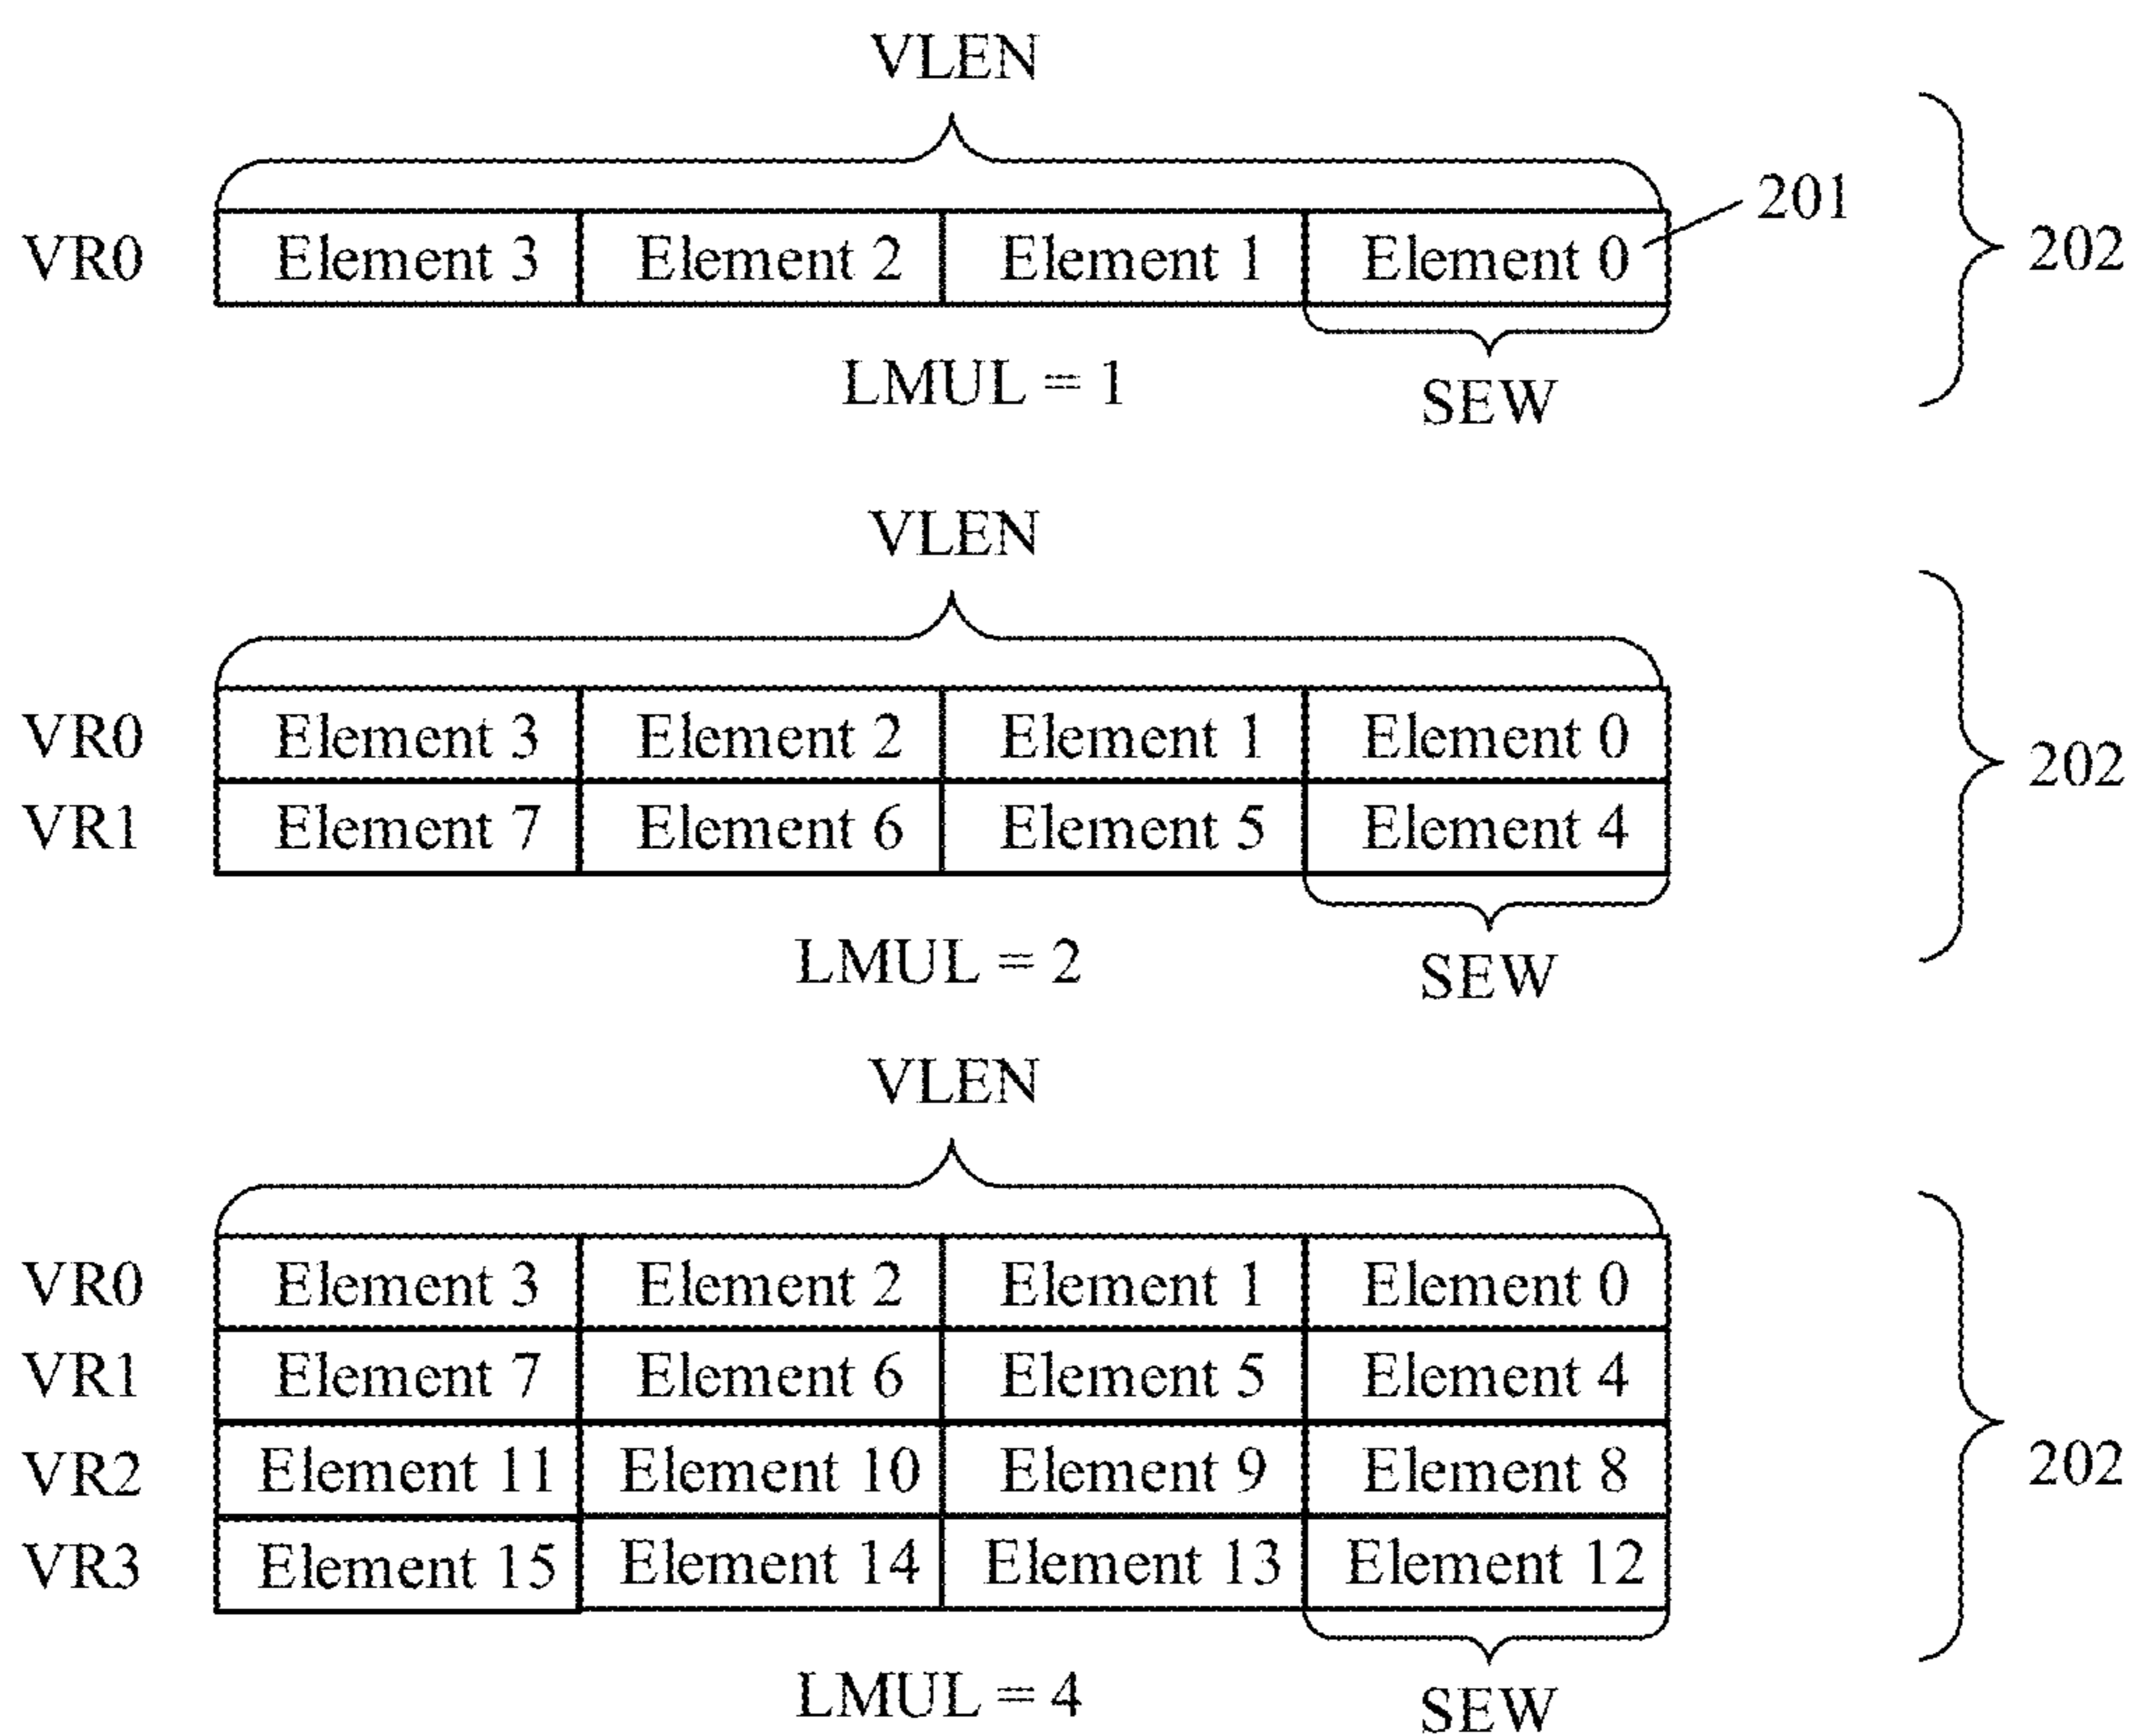 VLEN
201
VR0 Element 3 Element 2 Element 1 Element 0 202
LMUL = 1 SEW
VLEN
VR0 Element 3 Element 2 Element 1 Element 0
202
VR1 Element 7 Element 6 Element 5 Element 4
LMUL = 2 SEW
VLEN
VR0 Element 3 Element 2 Element 1 Element 0
VR1 Element 7 Element 6 Element 5 Element 4
VR2 Element 11 Element 10 Element 9 Element 8 202
VR3 Element 15 Element 14 Element 13 Element 12
LMUL = 4 SEW